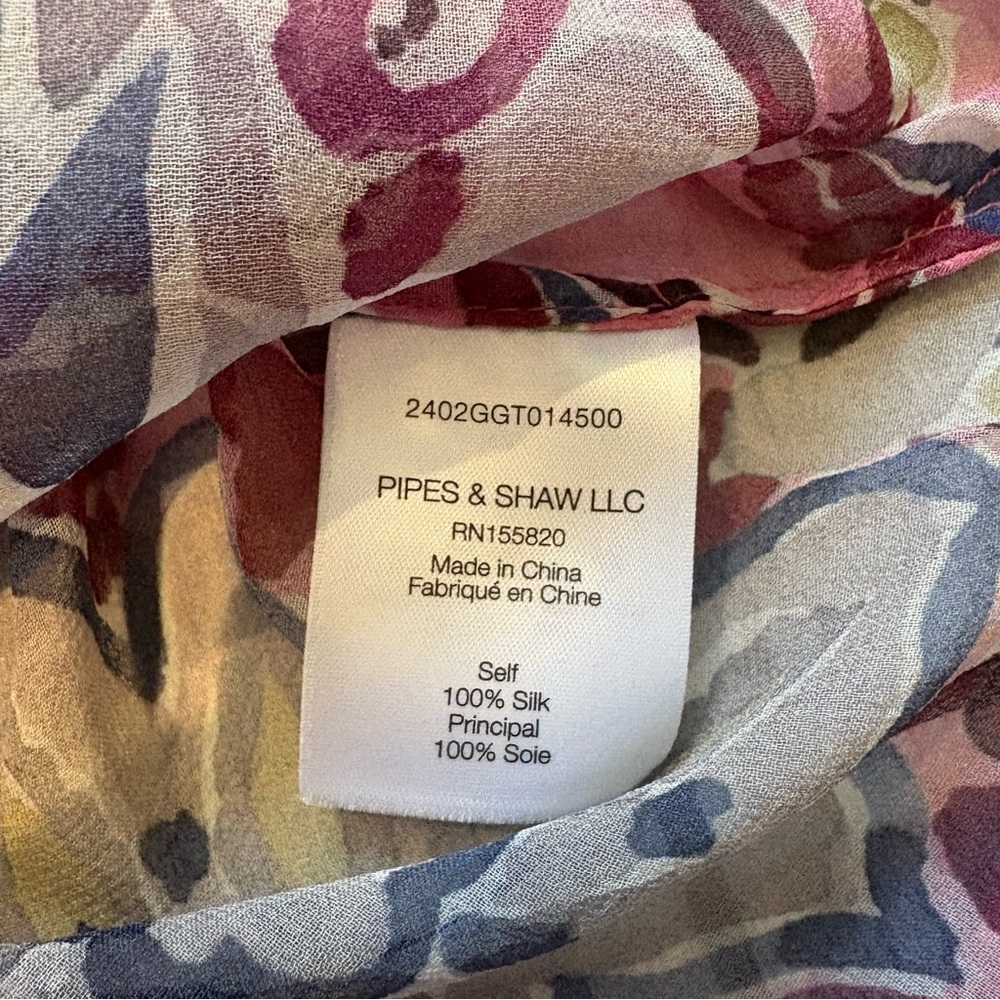 2402GGT014500
PIPES & SHAW LLC
RN155820
Made in China
Fabriqué en Chine
Self
100% Silk
Principal
100% Soie